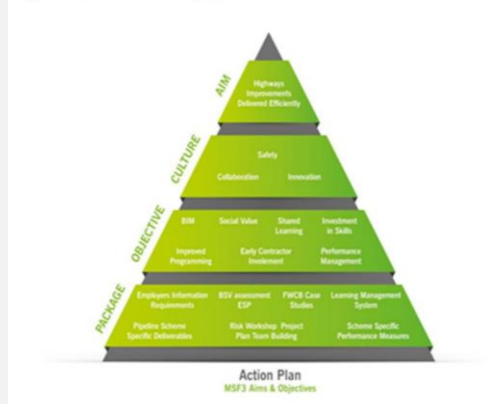 AIM
Highways
Improvements
Delivered Efficiently
CULTURE
Safety
Collaboration Innovation
OBJECTIVE
BIM Social Value Shared Learning Investment in Skills
Improved Programming Early Contractor Involement Performance Management
PACKAGE
Employers Information Requirements BSV assessment ESP FWCB Case Studies Learning Management System
Pipeline Scheme Specific Deliverables Risk Workshop Project Plan Team Building Scheme Specific Performance Measures
Action Plan
MSF3 Aims & Objectives